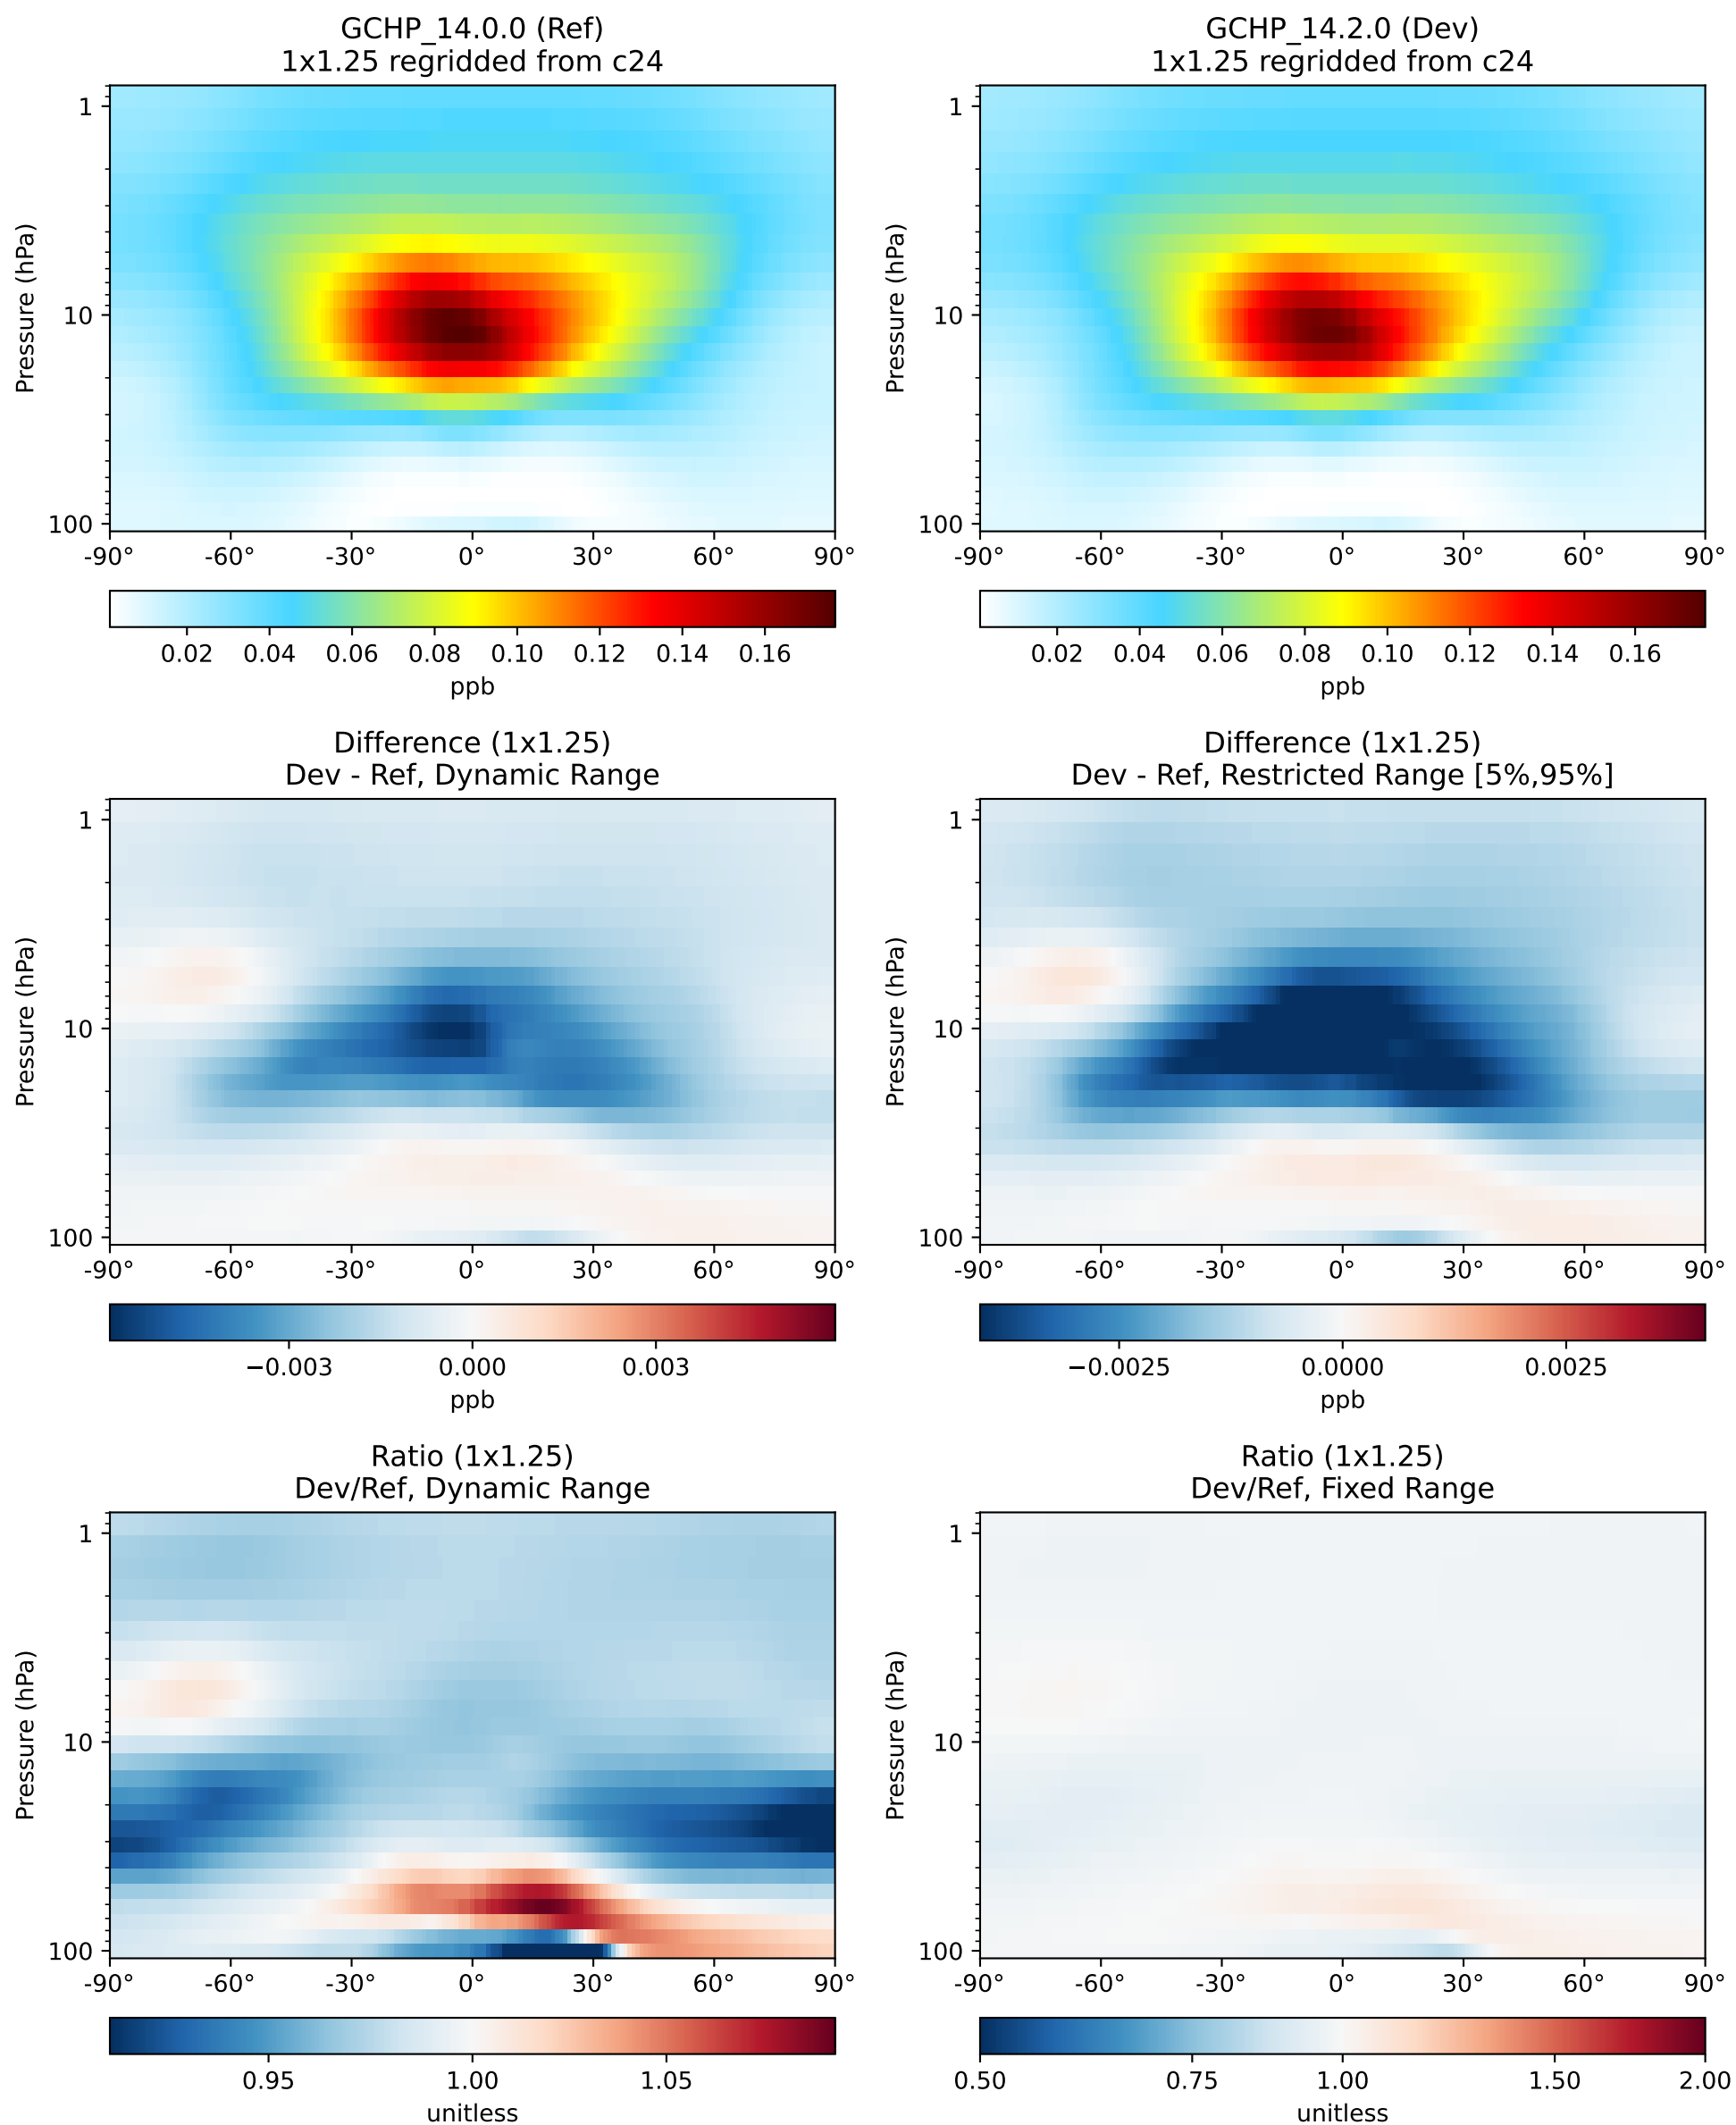 GCHP_14.0.0 (Ref)
1x1.25 regridded from c24
Pressure (hPa)
1
10
100
-90° -60° -30° 0° 30° 60° 90°
0.02 0.04 0.06 0.08 0.10 0.12 0.14 0.16
ppb
GCHP_14.2.0 (Dev)
1x1.25 regridded from c24
Pressure (hPa)
1
10
100
-90° -60° -30° 0° 30° 60° 90°
0.02 0.04 0.06 0.08 0.10 0.12 0.14 0.16
ppb
Difference (1x1.25)
Dev - Ref, Dynamic Range
Pressure (hPa)
1
10
100
-90° -60° -30° 0° 30° 60° 90°
−0.003 0.000 0.003
ppb
Difference (1x1.25)
Dev - Ref, Restricted Range [5%,95%]
Pressure (hPa)
1
10
100
-90° -60° -30° 0° 30° 60° 90°
−0.0025 0.0000 0.0025
ppb
Ratio (1x1.25)
Dev/Ref, Dynamic Range
Pressure (hPa)
1
10
100
-90° -60° -30° 0° 30° 60° 90°
0.95 1.00 1.05
unitless
Ratio (1x1.25)
Dev/Ref, Fixed Range
Pressure (hPa)
1
10
100
-90° -60° -30° 0° 30° 60° 90°
0.50 0.75 1.00 1.50 2.00
unitless